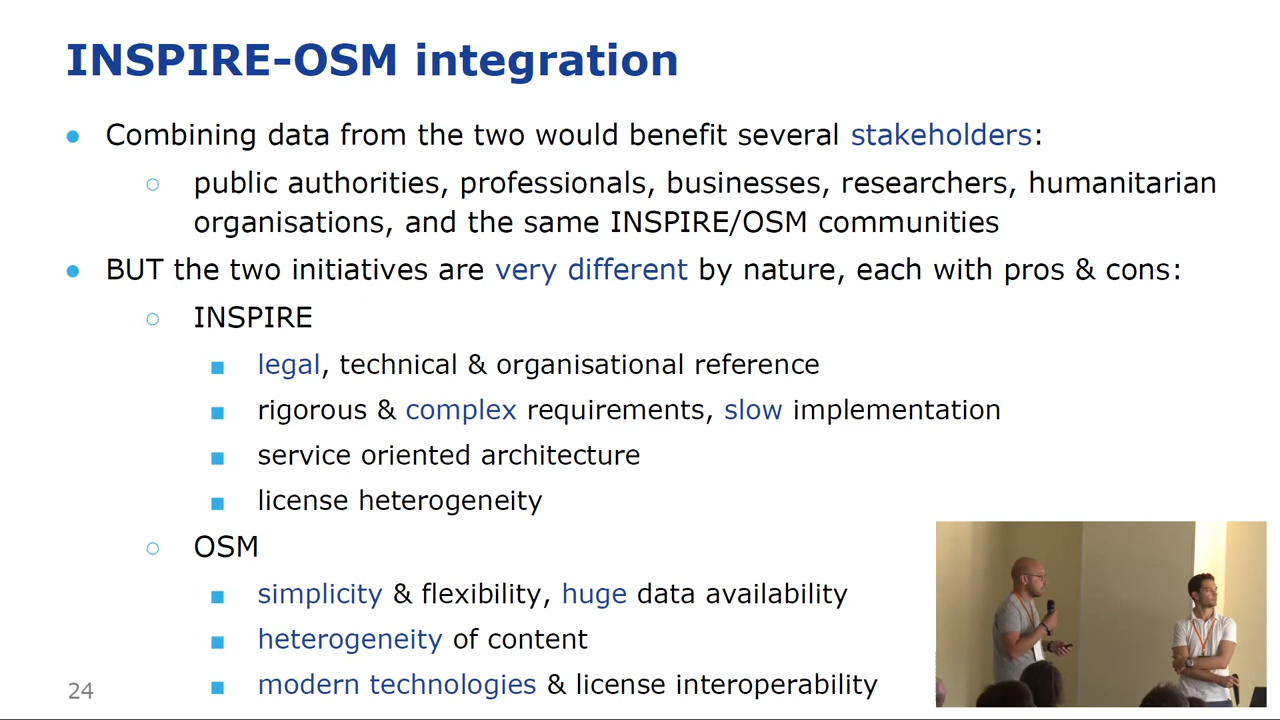 INSPIRE-OSM integration
Combining data from the two would benefit several stakeholders:
public authorities, professionals, businesses, researchers, humanitarian
organisations, and the same INSPIRE/OSM communities
BUT the two initiatives are very different by nature, each with pros & cons:
INSPIRE
legal, technical & organisational reference
rigorous & complex requirements, slow implementation
service oriented architecture
license heterogeneity
OSM
simplicity & flexibility, huge data availability
heterogeneity of content
modern technologies & license interoperability
24